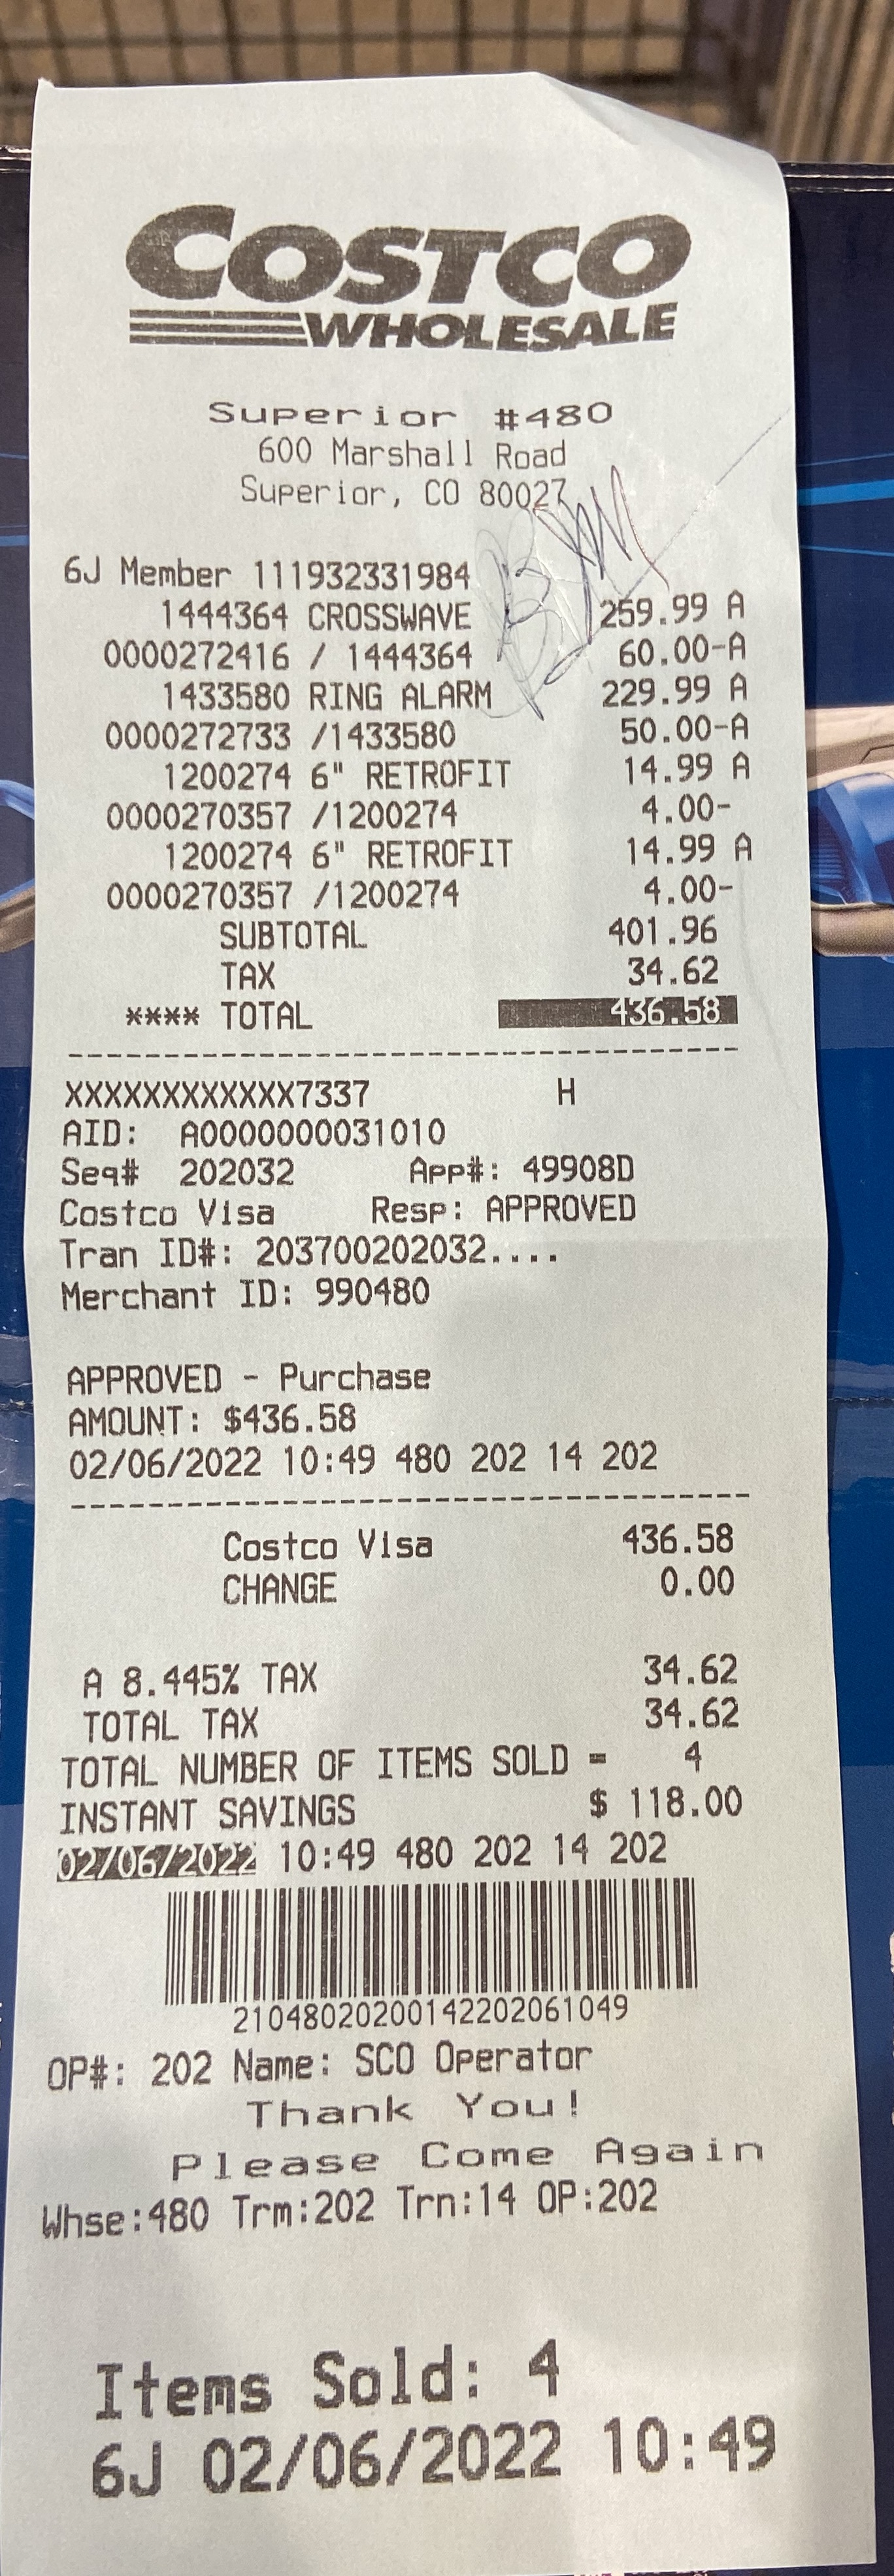 COSTCO
WHOLESALE
Superior #480
600 Marshall Road
Superior, CO 80027
6J Member 111932331984
1444364 CROSSWAVE 259.99 A
0000272416 / 1444364 60.00-A
1433580 RING ALARM 229.99 A
0000272733 /1433580 50.00-A
1200274 6" RETROFIT 14.99 A
0000270357 /1200274 4.00-
1200274 6" RETROFIT 14.99 A
0000270357 /1200274 4.00-
SUBTOTAL 401.96
TAX 34.62
**** TOTAL 436.58
XXXXXXXXXXXX7337 H
AID: A0000000031010
Seq# 202032 App#: 49908D
Costco Visa Resp: APPROVED
Tran ID#: 203700202032....
Merchant ID: 990480
APPROVED - Purchase
AMOUNT: $436.58
02/06/2022 10:49 480 202 14 202
Costco Visa 436.58
CHANGE 0.00
A 8.445% TAX 34.62
TOTAL TAX 34.62
TOTAL NUMBER OF ITEMS SOLD = 4
INSTANT SAVINGS $ 118.00
02/06/2022 10:49 480 202 14 202
21048020200142202061049
OP#: 202 Name: SCO Operator
Thank You!
Please Come Again
Whse:480 Trm:202 Trn:14 OP:202
Items Sold: 4
6J 02/06/2022 10:49